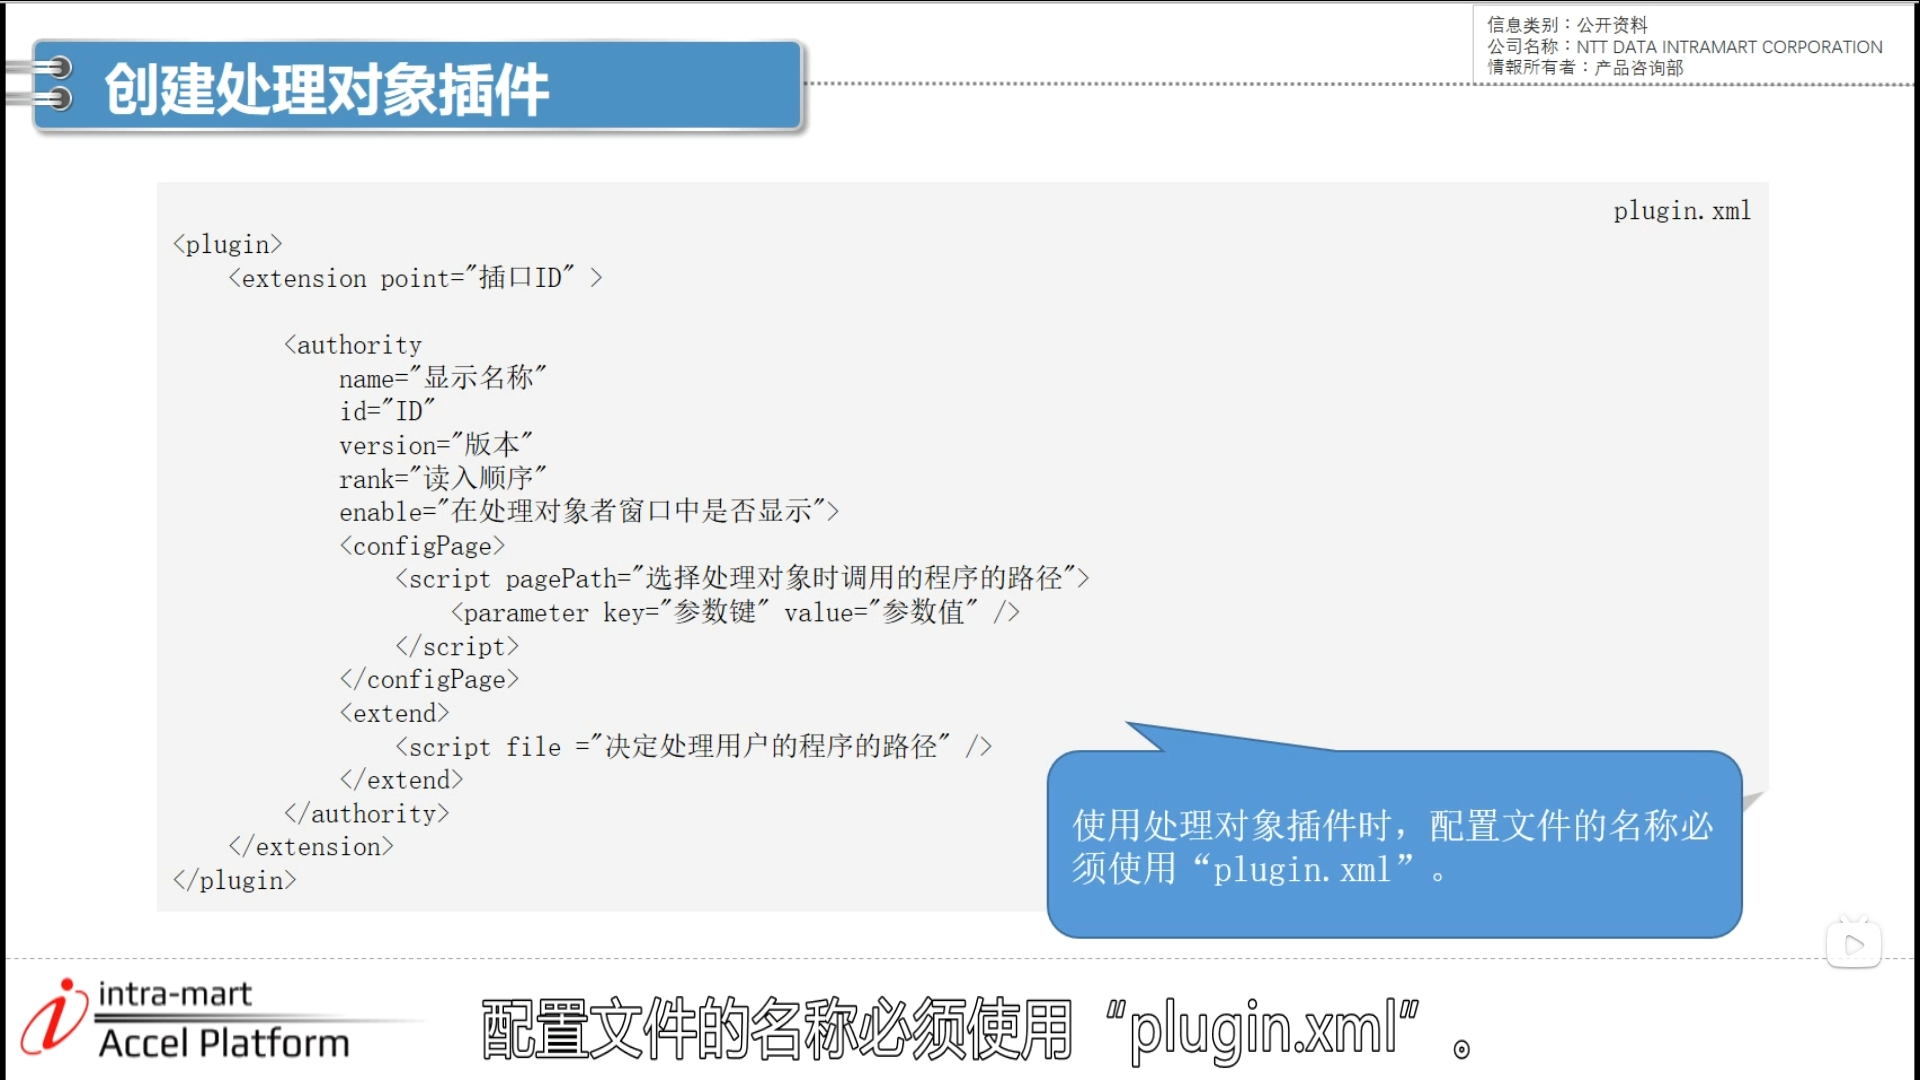 信息类别：公开资料
公司名称：NTT DATA INTRAMART CORPORATION
情報所有者：产品咨询部
创建处理对象插件
plugin.xml
<plugin>
    <extension point="插口ID" >
        <authority
            name="显示名称"
            id="ID"
            version="版本"
            rank="读入顺序"
            enable="在处理对象者窗口中是否显示">
            <configPage>
                <script pagePath="选择处理对象时调用的程序的路径">
                    <parameter key="参数键" value="参数值" />
                </script>
            </configPage>
            <extend>
                <script file ="决定处理用户的程序的路径" />
            </extend>
        </authority>
    </extension>
</plugin>
使用处理对象插件时，配置文件的名称必
须使用“plugin.xml”。
intra-mart
Accel Platform
配置文件的名称必须使用“plugin.xml”。